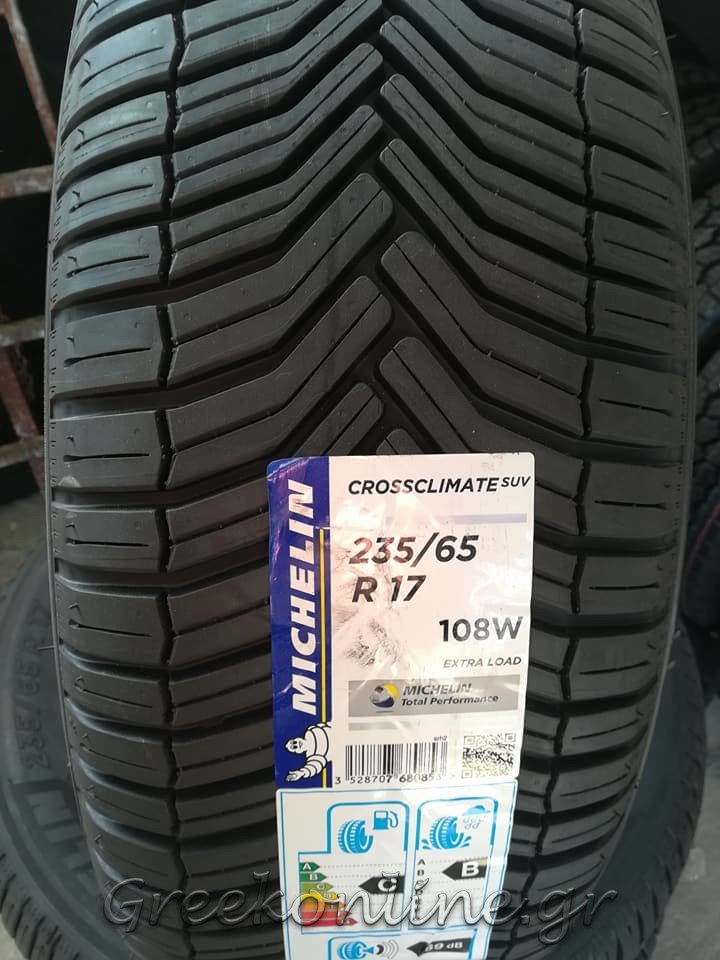 CROSSCLIMATE SUV
MICHELIN
235/65
R 17
108W
EXTRA LOAD
MICHELIN
Total Performance
3 528707 680853
A
B
C
C
A
B
B
69 dB
Greekonline.gr